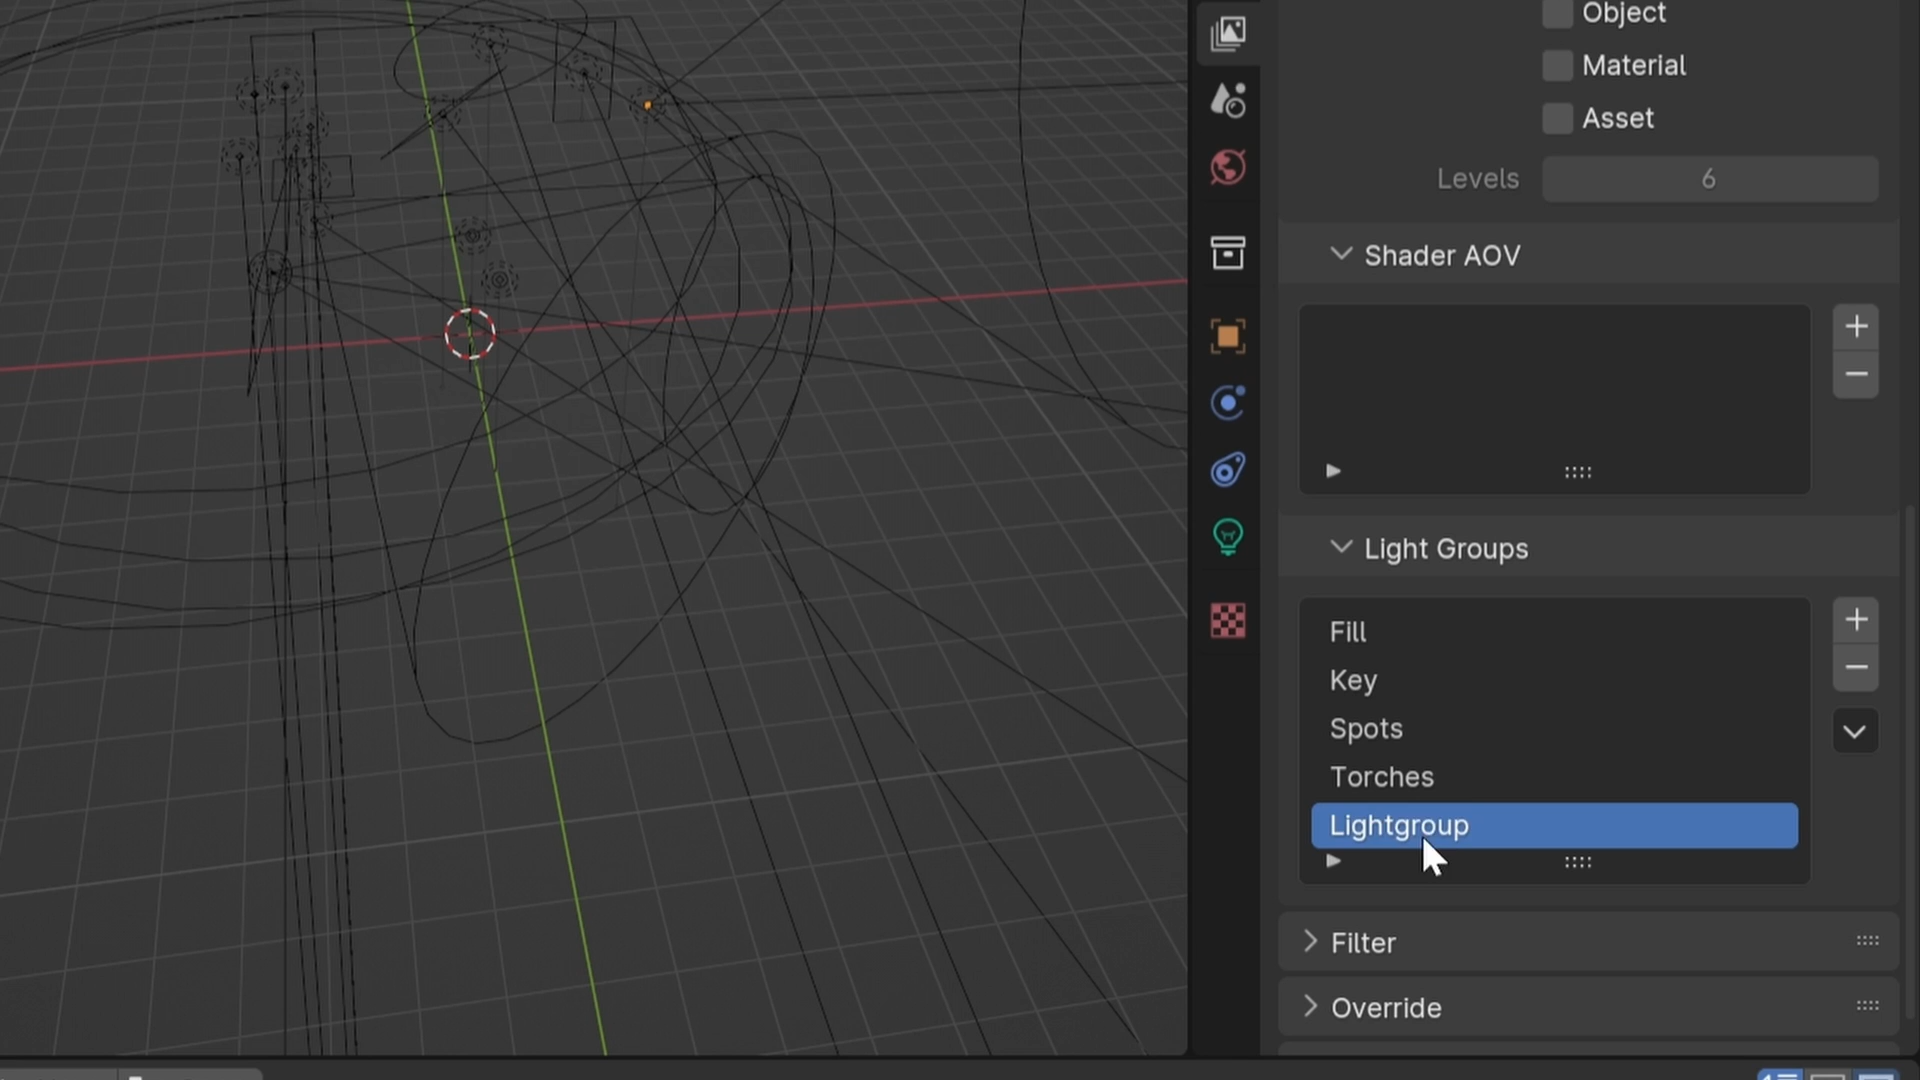 Object
Material
Asset
Levels 6
Shader AOV
Light Groups
Fill
Key
Spots
Torches
Lightgroup
Filter
Override